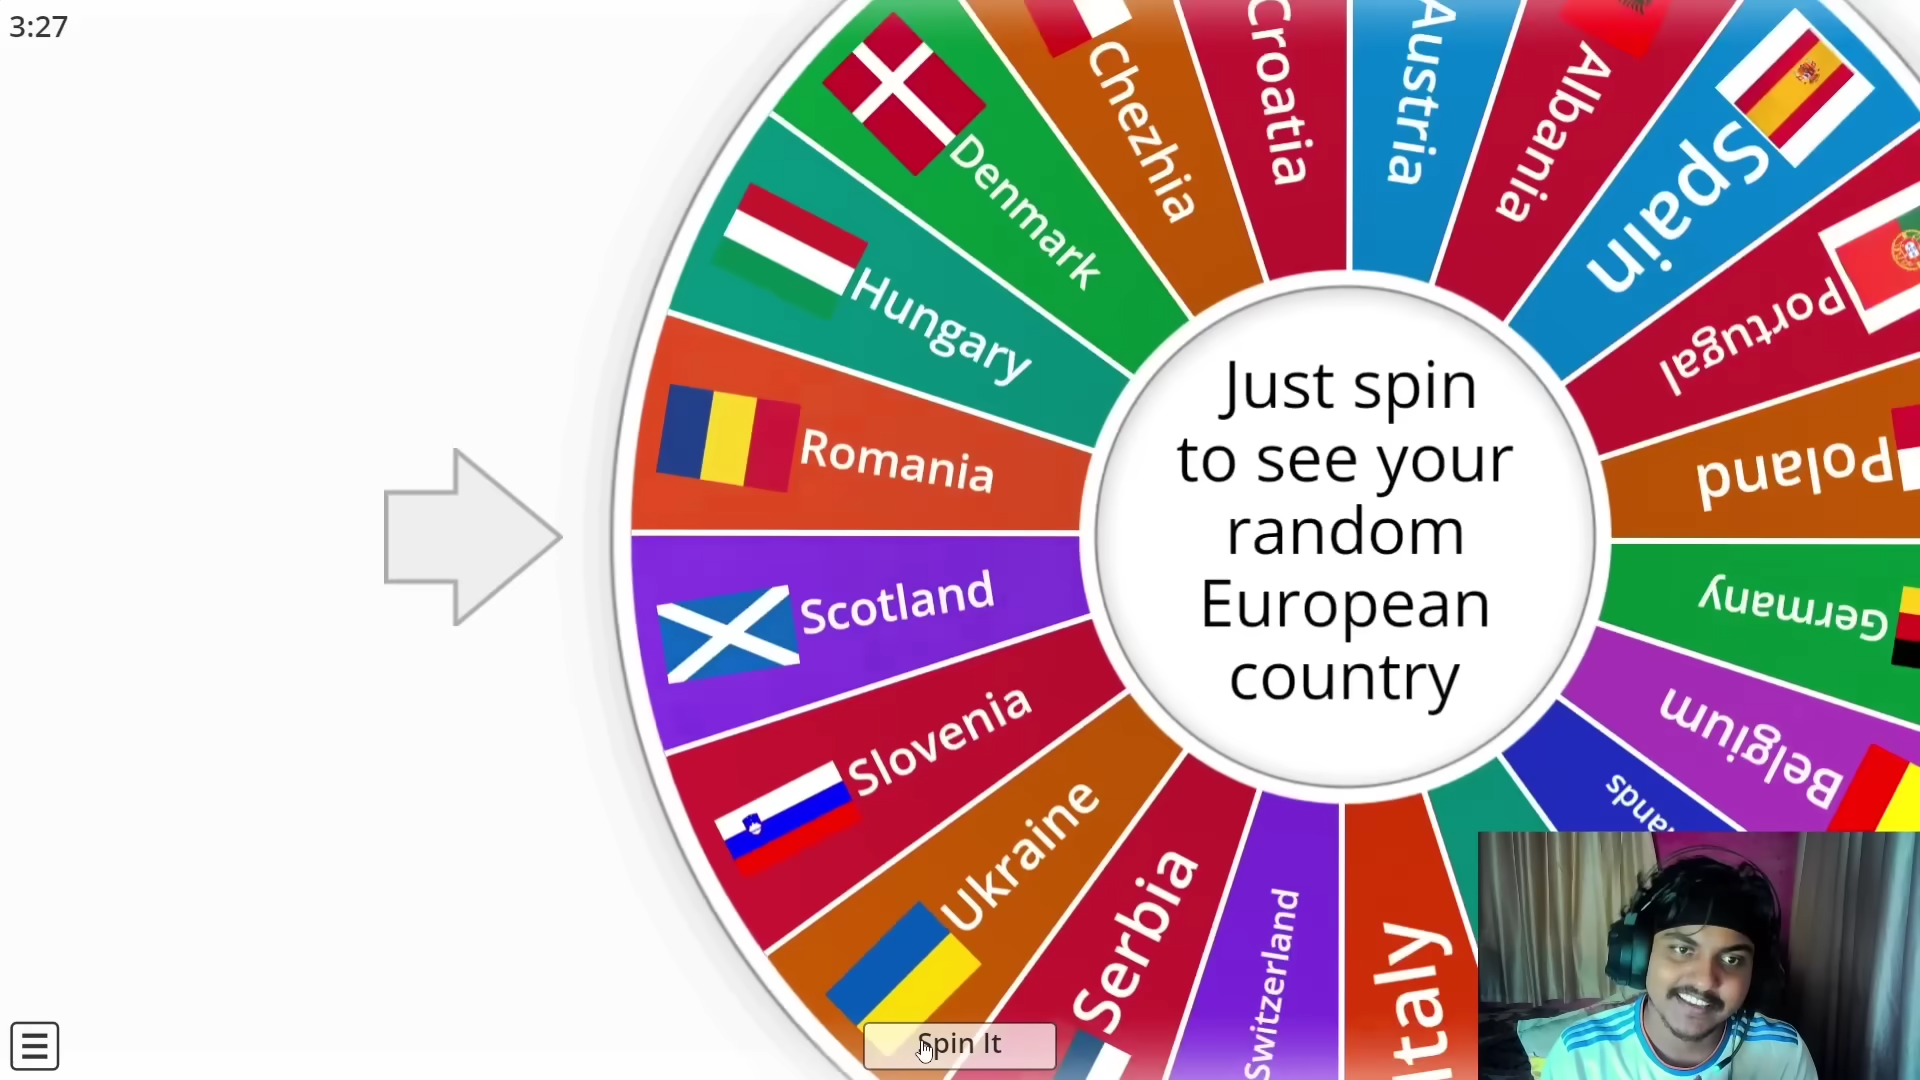 3:27
Croatia
Austria
Chezhia
Albania
Spain
Denmark
Hungary
Portugal
Romania
Poland
Just spin
to see your
random
European
country
Scotland
Germany
Slovenia
Belgium
Ukraine
Serbia
Switzerland
Italy
Spin It